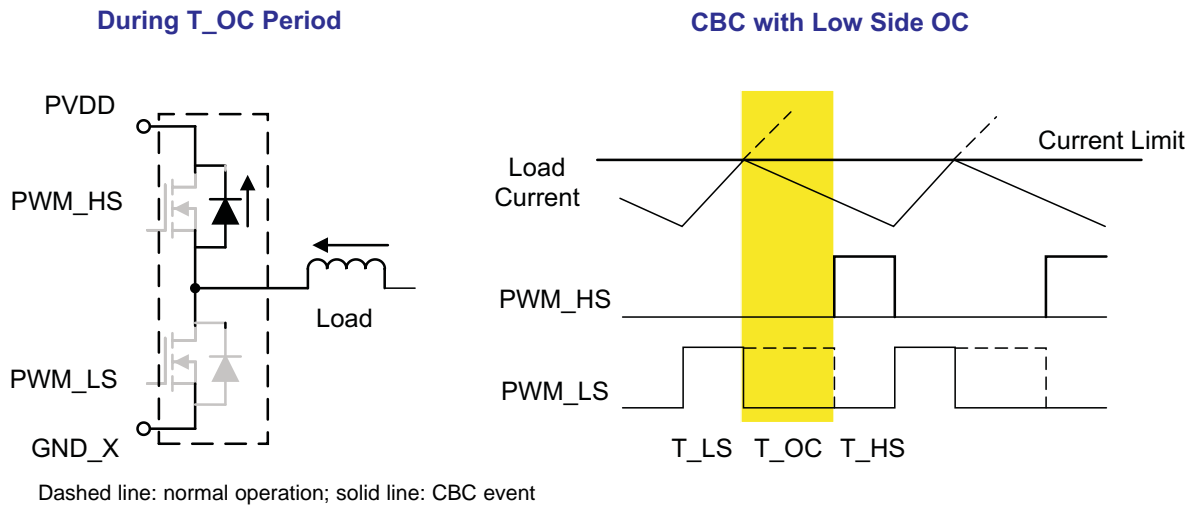 During T_OC Period
CBC with Low Side OC
PVDD
PWM_HS
Load
PWM_LS
GND_X
Load
Current
Current Limit
PWM_HS
PWM_LS
T_LS T_OC T_HS
Dashed line: normal operation; solid line: CBC event